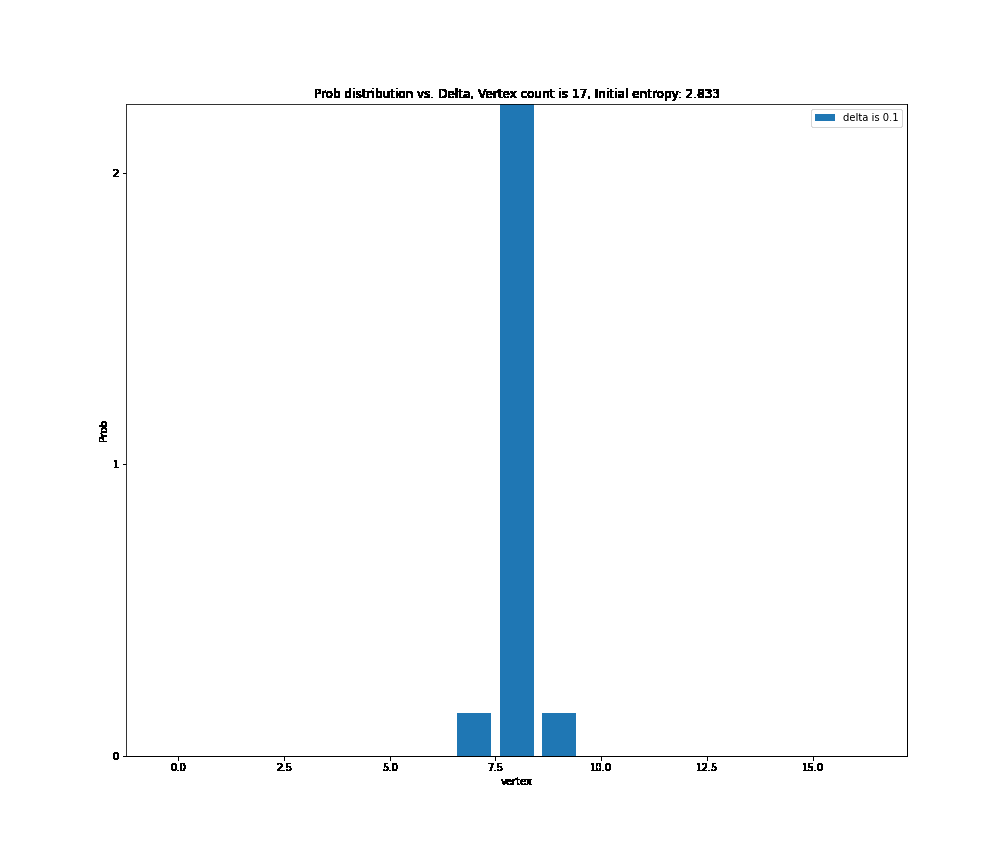 Prob distribution vs. Delta, Vertex count is 17, Initial entropy: 2.833
delta is 0.1
2
1
0
Prob
0.0 2.5 5.0 7.5 10.0 12.5 15.0
vertex